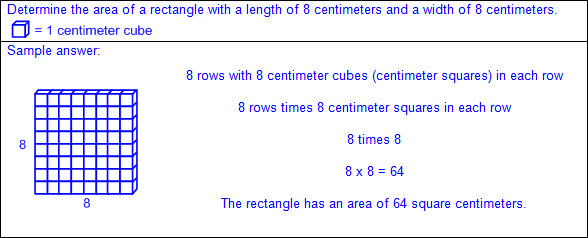 Determine the area of a rectangle with a length of 8 centimeters and a width of 8 centimeters.
= 1 centimeter cube
Sample answer:
8 rows with 8 centimeter cubes (centimeter squares) in each row
8 rows times 8 centimeter squares in each row
8 times 8
8
8 x 8 = 64
The rectangle has an area of 64 square centimeters.
8